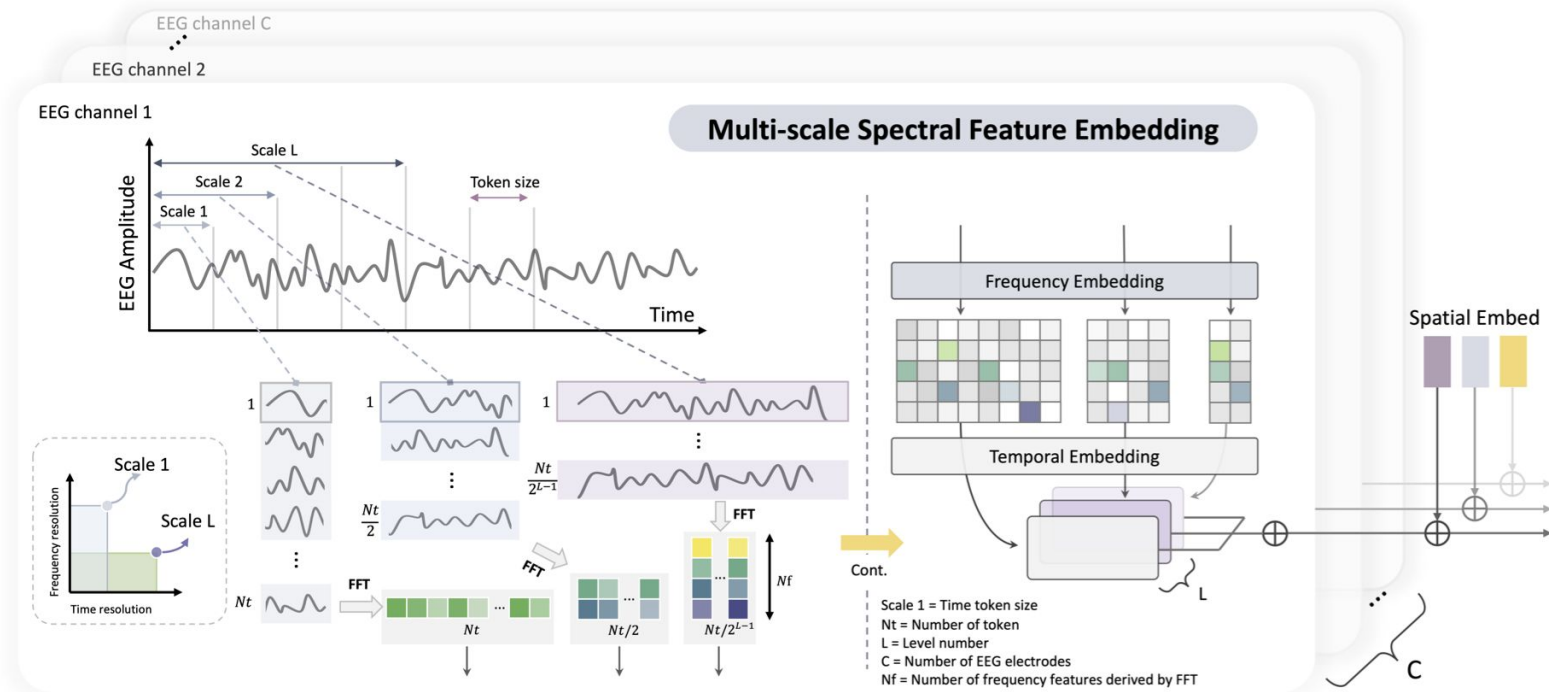 EEG channel C
EEG channel 2
EEG channel 1
Multi-scale Spectral Feature Embedding
Scale L
Scale 2
Scale 1
Token size
EEG Amplitude
Time
1
1
1
Nt/2^{L-1}
Nt/2
Nt
FFT
FFT
FFT
Nf
Nt
Nt/2
Nt/2^{L-1}
Scale 1
Scale L
Frequency resolution
Time resolution
Cont.
Frequency Embedding
Temporal Embedding
L
Spatial Embed
C
Scale 1 = Time token size
Nt = Number of token
L = Level number
C = Number of EEG electrodes
Nf = Number of frequency features derived by FFT